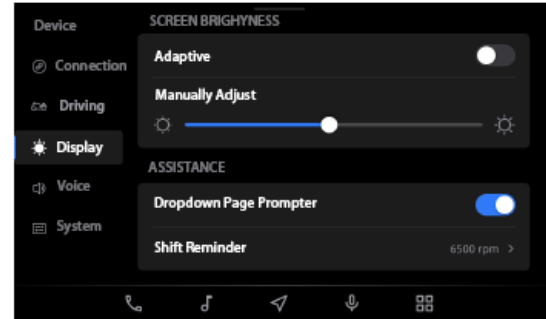 Device
Connection
Driving
Display
Voice
System
SCREEN BRIGHYNESS
Adaptive
Manually Adjust
ASSISTANCE
Dropdown Page Prompter
Shift Reminder
6500 rpm >